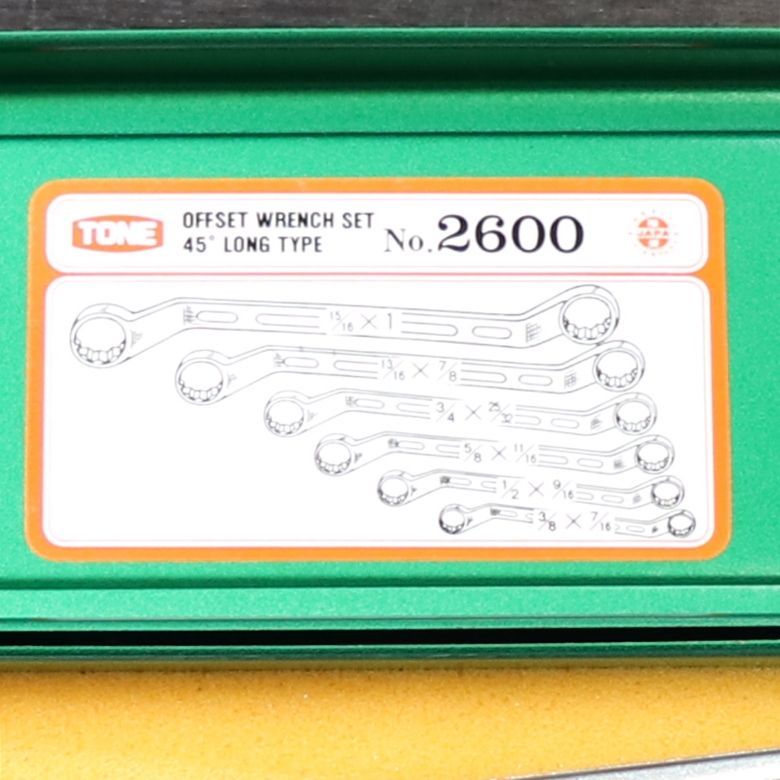 TONE
OFFSET WRENCH SET
45° LONG TYPE
No. 2600
JAPAN
15/16 × 1
13/16 × 7/8
3/4 × 25/32
5/8 × 11/16
1/2 × 9/16
3/8 × 7/16